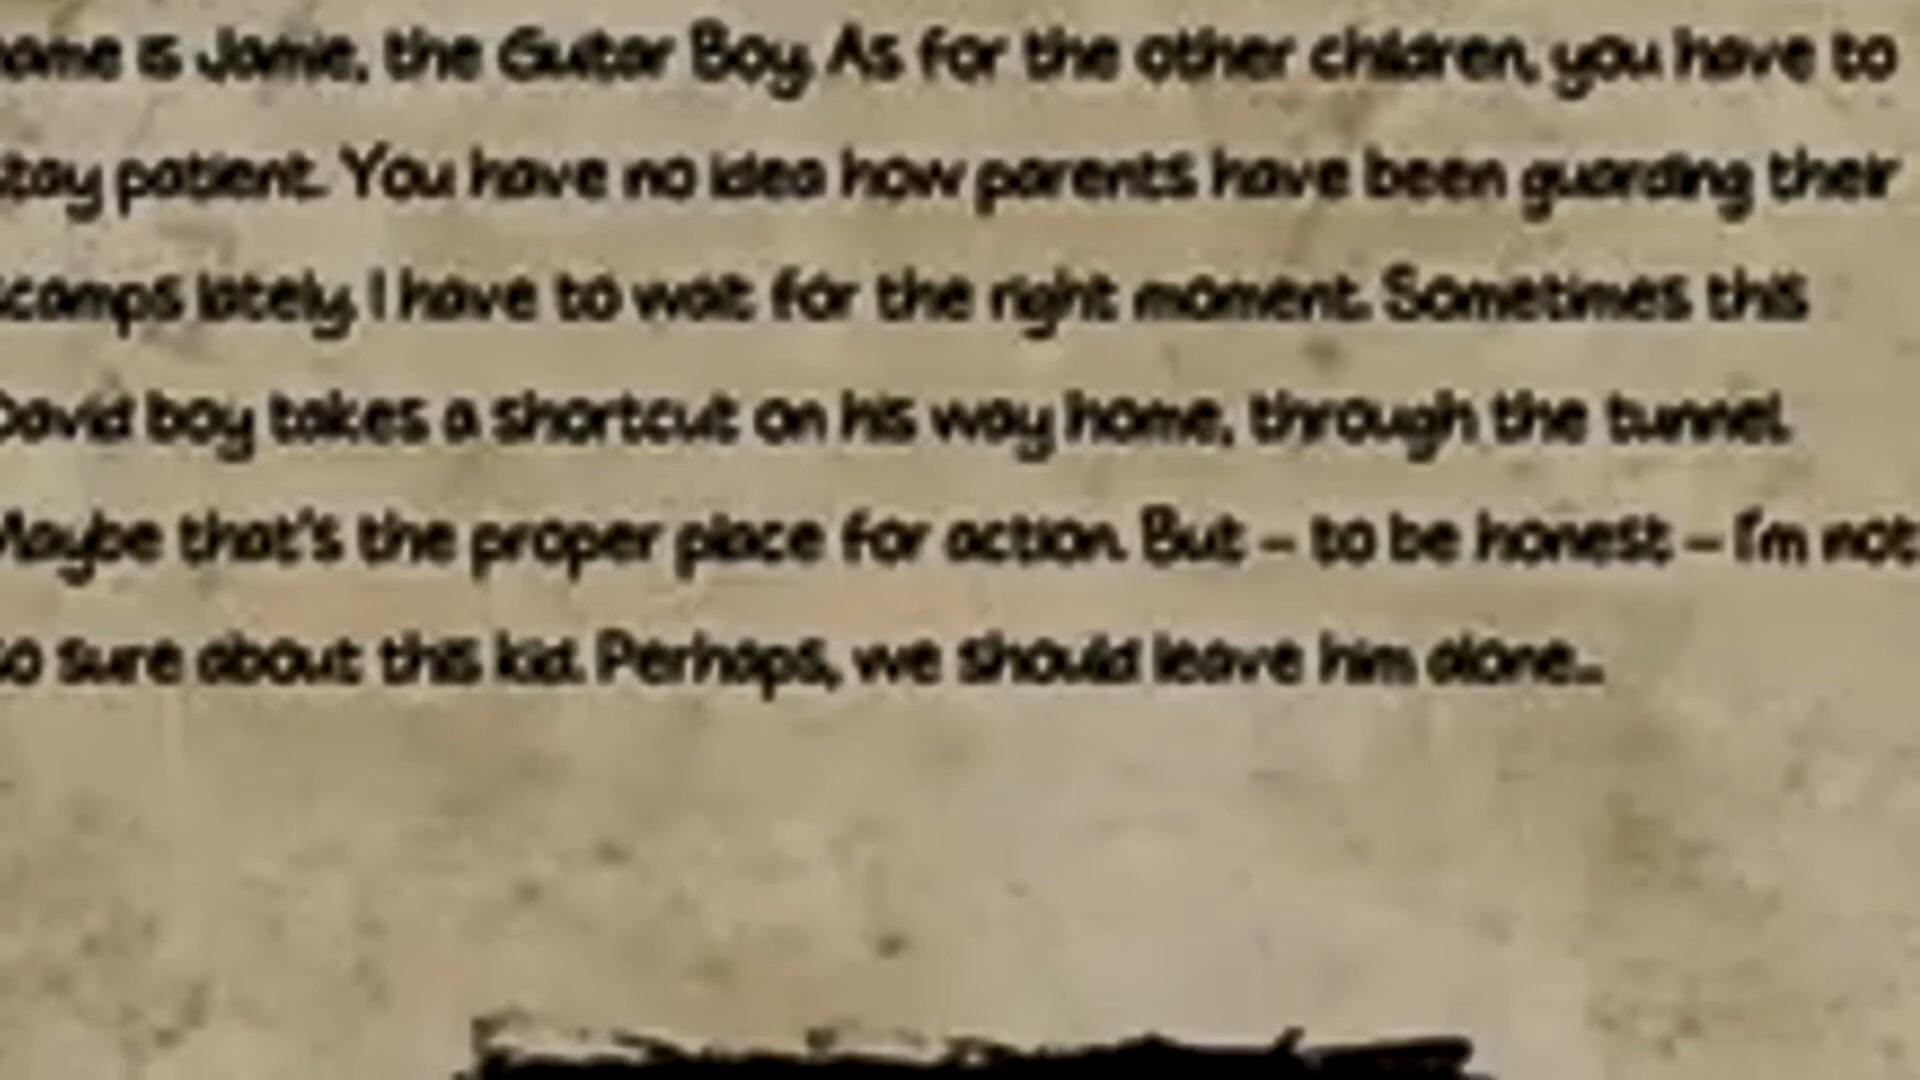 name is Jamie, the Guitar Boy. As for the other children, you have to
stay patient. You have no idea how parents have been guarding their
scamps lately. I have to wait for the right moment. Sometimes this
David boy takes a shortcut on his way home, through the tunnel.
Maybe that's the proper place for action. But – to be honest – I'm not
so sure about this kid. Perhaps, we should leave him alone...